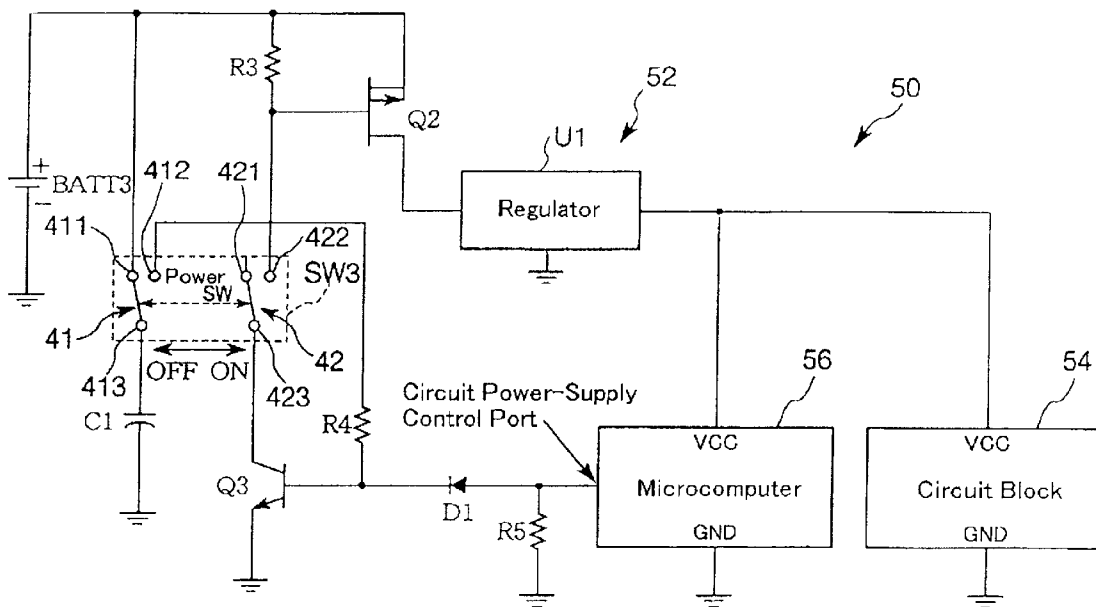 R3
Q2
52
50
U1
Regulator
+
BATT3
-
412
421
411
422
Power
SW
SW3
41
OFF ON
42
413
423
C1
R4
Q3
D1
R5
Circuit Power-Supply
Control Port
56
54
VCC
Microcomputer
GND
VCC
Circuit Block
GND